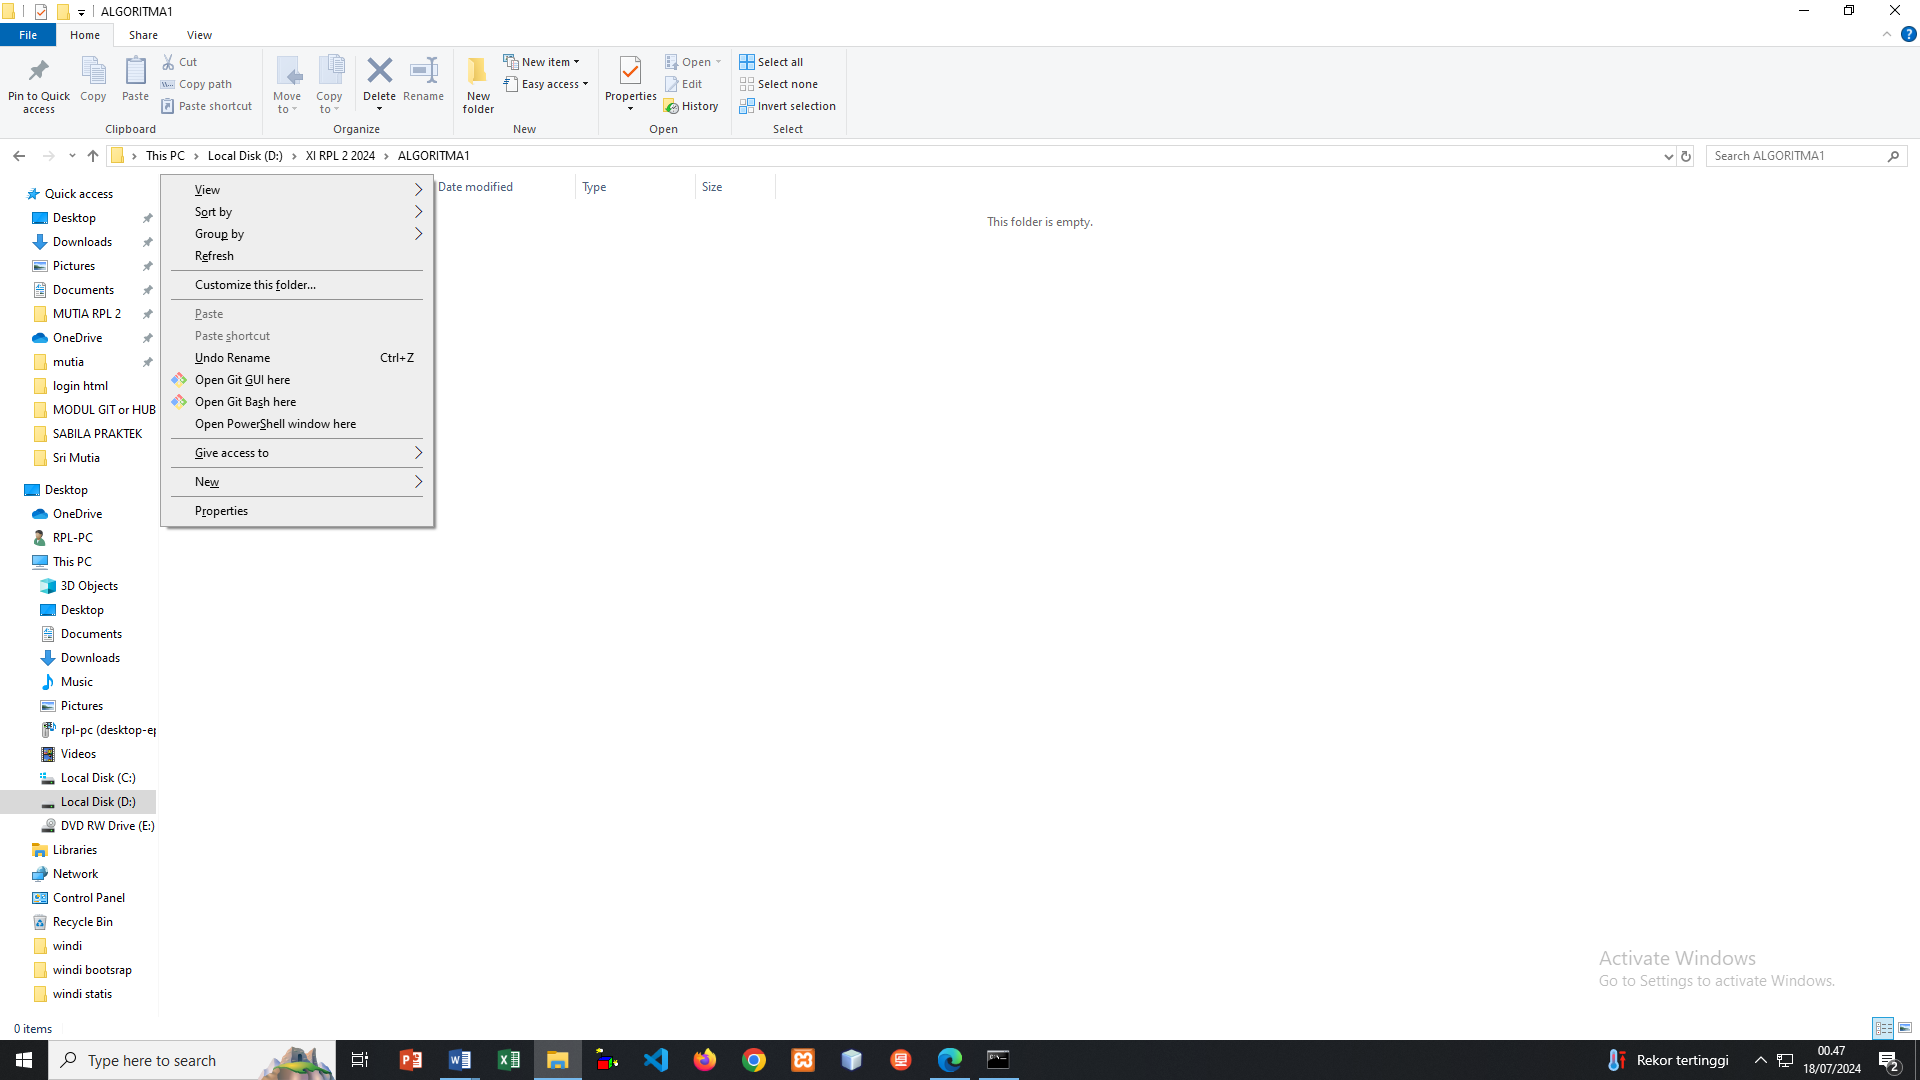 ALGORITMA1
File Home Share View
Pin to Quick access
Copy
Paste
Cut
Copy path
Paste shortcut
Clipboard
Move to
Copy to
Delete
Rename
Organize
New folder
New item
Easy access
New
Properties
Open
Edit
History
Open
Select all
Select none
Invert selection
Select
This PC Local Disk (D:) XI RPL 2 2024 ALGORITMA1
Search ALGORITMA1
Date modified Type Size
This folder is empty.
Quick access
Desktop
Downloads
Pictures
Documents
MUTIA RPL 2
OneDrive
mutia
login html
MODUL GIT or HUB
SABILA PRAKTEK
Sri Mutia
Desktop
OneDrive
RPL-PC
This PC
3D Objects
Desktop
Documents
Downloads
Music
Pictures
rpl-pc (desktop-ep
Videos
Local Disk (C:)
Local Disk (D:)
DVD RW Drive (E:)
Libraries
Network
Control Panel
Recycle Bin
windi
windi bootsrap
windi statis
View
Sort by
Group by
Refresh
Customize this folder...
Paste
Paste shortcut
Undo Rename Ctrl+Z
Open Git GUI here
Open Git Bash here
Open PowerShell window here
Give access to
New
Properties
Activate Windows
Go to Settings to activate Windows.
0 items
Type here to search
Rekor tertinggi
00.47
18/07/2024
2